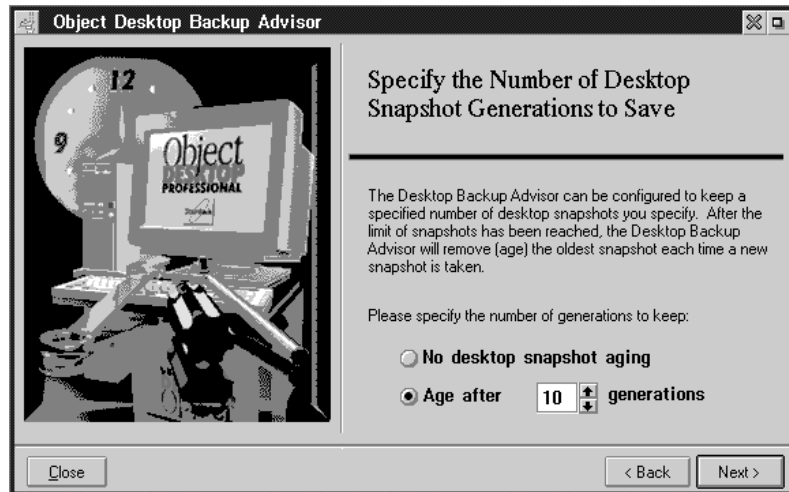 Object Desktop Backup Advisor
12
9
Object
DESKTOP
PROFESSIONAL
Stardock
Specify the Number of Desktop
Snapshot Generations to Save
The Desktop Backup Advisor can be configured to keep a
specified number of desktop snapshots you specify. After the
limit of snapshots has been reached, the Desktop Backup
Advisor will remove (age) the oldest snapshot each time a new
snapshot is taken.
Please specify the number of generations to keep:
No desktop snapshot aging
Age after 10 generations
Close
< Back
Next >